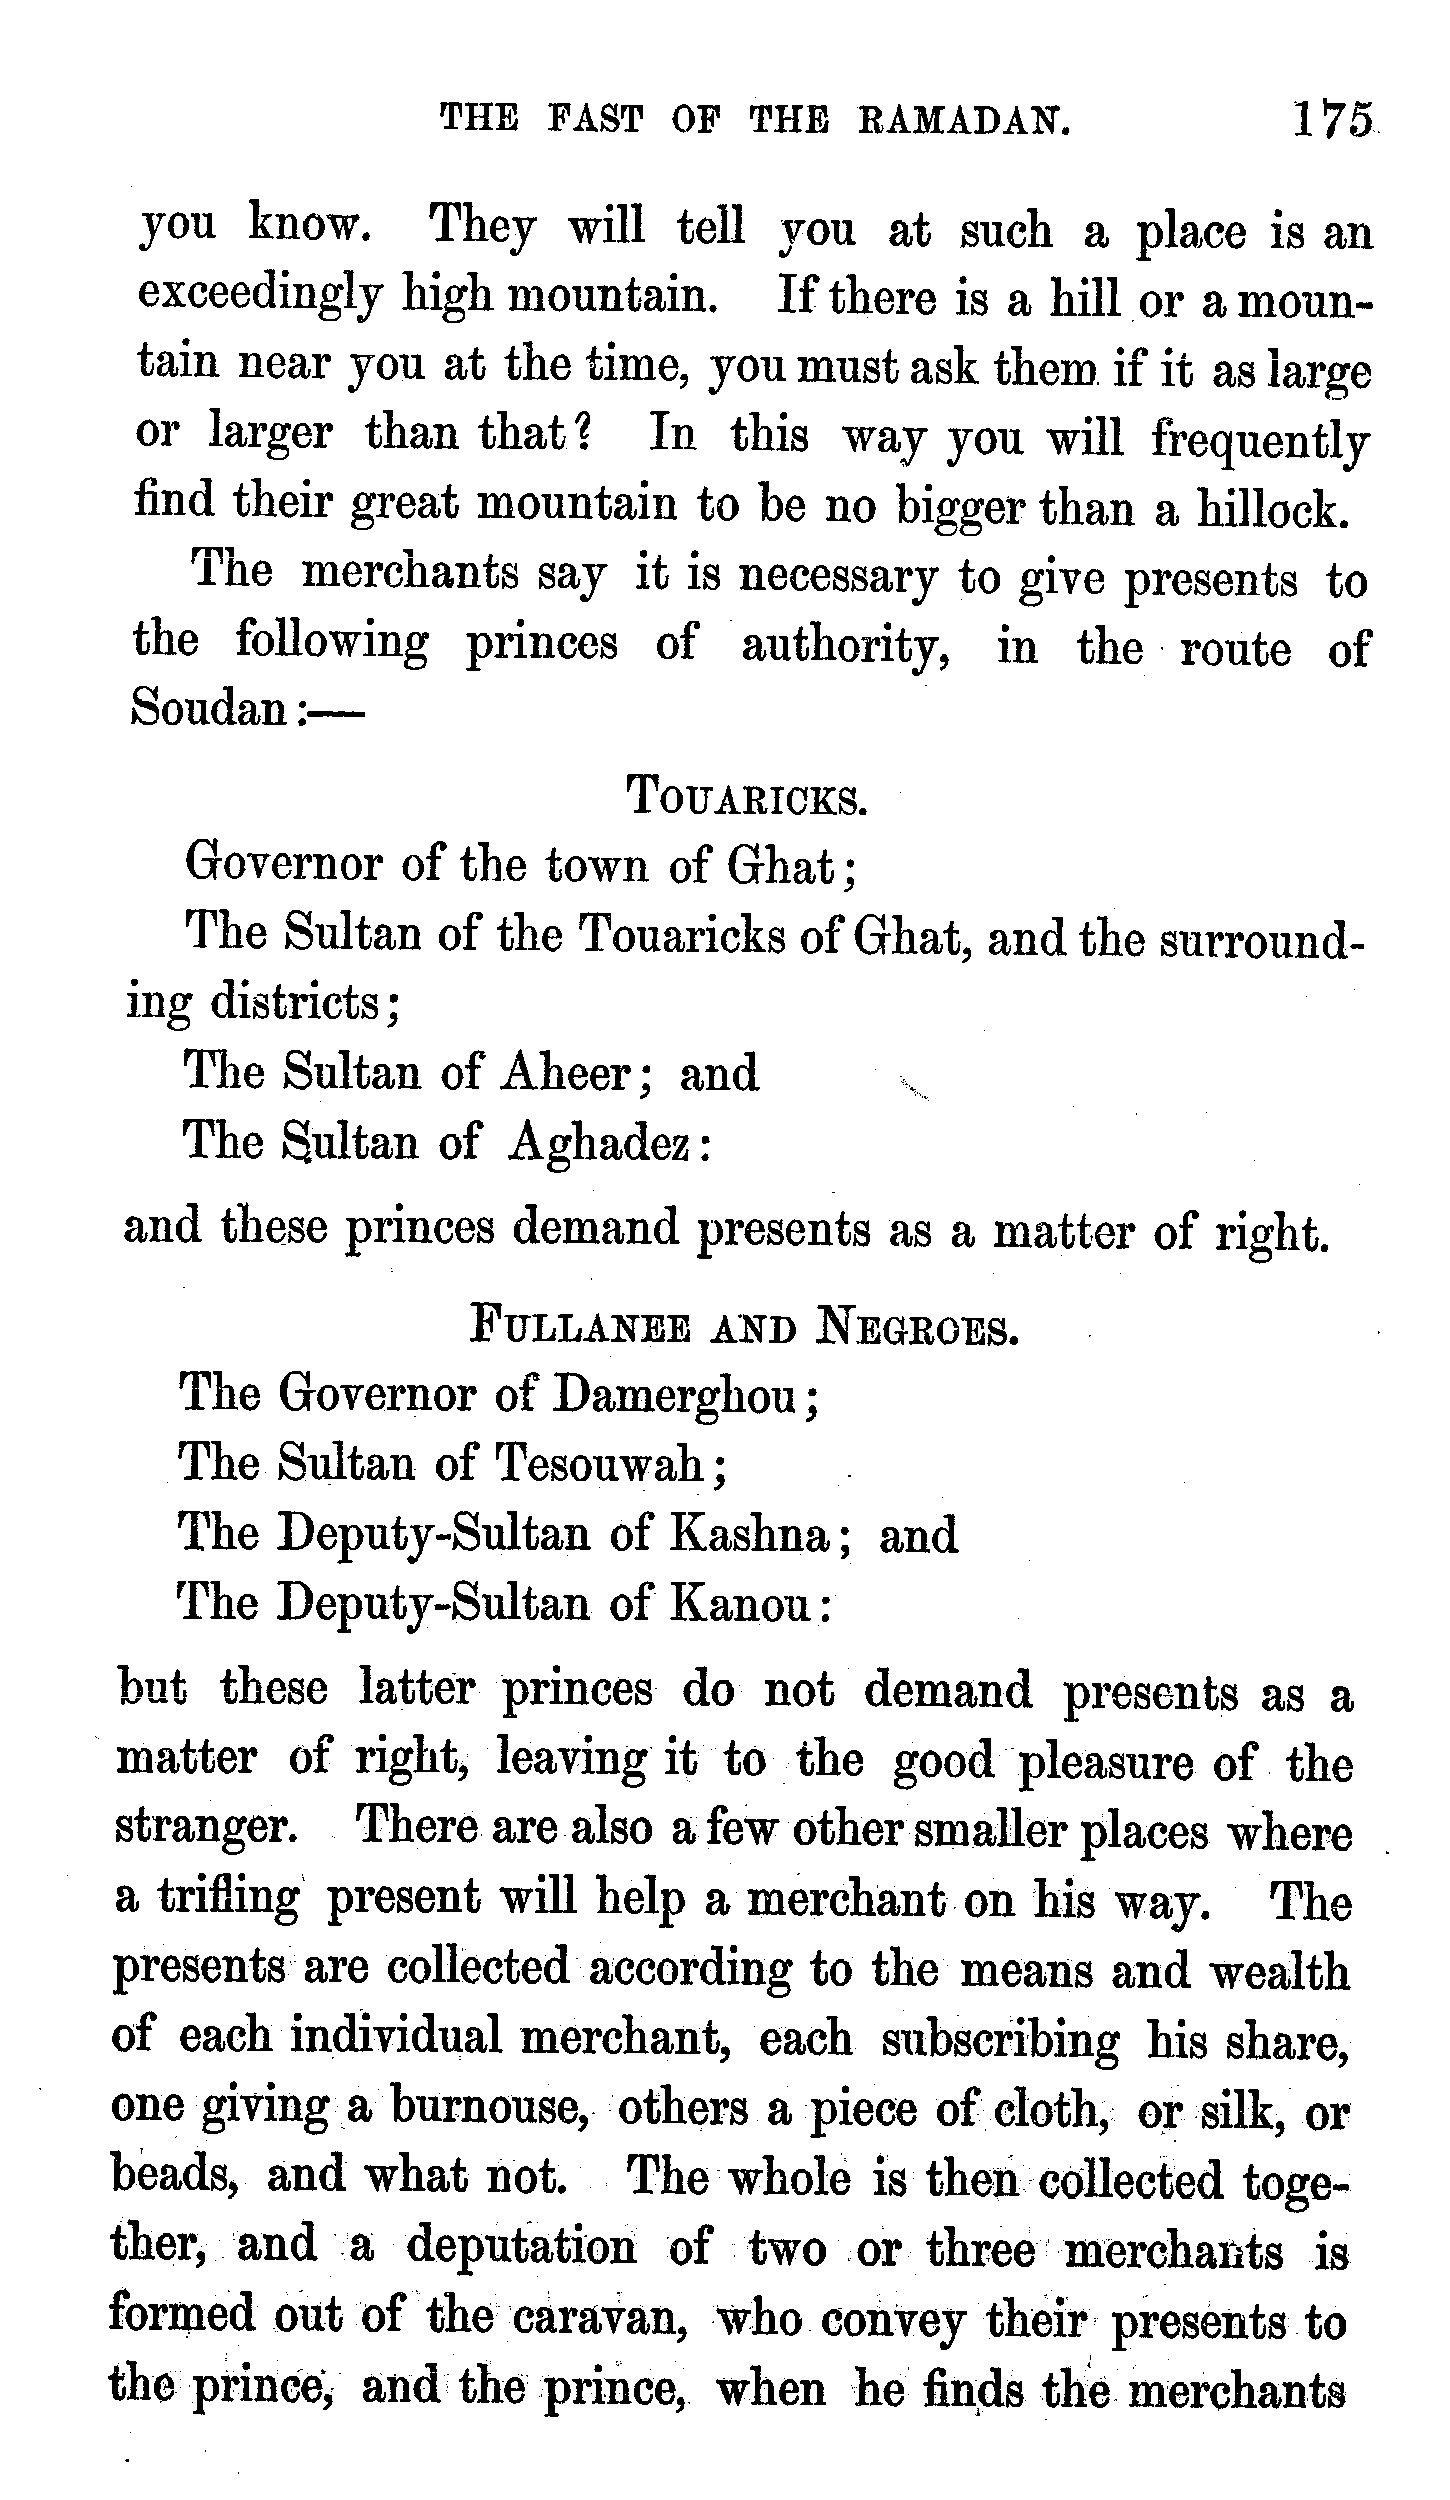 THE FAST OF THE RAMADAN. 175
you know. They will tell you at such a place is an
exceedingly high mountain. If there is a hill or a moun-
tain near you at the time, you must ask them if it as large
or larger than that? In this way you will frequently
find their great mountain to be no bigger than a hillock.
The merchants say it is necessary to give presents to
the following princes of authority, in the route of
Soudan:—
TOUARICKS.
Governor of the town of Ghat;
The Sultan of the Touaricks of Ghat, and the surround-
ing districts;
The Sultan of Aheer; and
The Sultan of Aghadez:
and these princes demand presents as a matter of right.
FULLANEE AND NEGROES.
The Governor of Damerghou;
The Sultan of Tesouwah;
The Deputy-Sultan of Kashna; and
The Deputy-Sultan of Kanou:
but these latter princes do not demand presents as a
matter of right, leaving it to the good pleasure of the
stranger. There are also a few other smaller places where
a trifling present will help a merchant on his way. The
presents are collected according to the means and wealth
of each individual merchant, each subscribing his share,
one giving a burnouse, others a piece of cloth, or silk, or
beads, and what not. The whole is then collected toge-
ther, and a deputation of two or three merchants is
formed out of the caravan, who convey their presents to
the prince, and the prince, when he finds the merchants